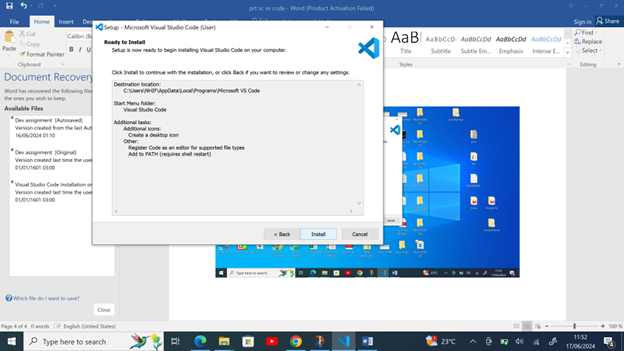 prt sc vs code - Word (Product Activation Failed)
File Home Insert
Sign in Share
Paste
Cut
Copy
Format Painter
Clipboard
Calibri (B
B I U
AaB AaBbCcD AaBbCcDd AaBbCcDd
Title Subtitle Subtle Em... Emphasis Intense E...
Styles
Find
Replace
Select
Editing
Document Recovery
Word has recovered the following files
the ones you wish to keep.
Available Files
Dev assignment [Autosaved]
Version created from the last Auto
16/06/2024 01:10
Dev assignment [Original]
Version created last time the user
01/01/1601 03:00
Visual Studio Code Installation or
Version created last time the user
01/01/1601 03:00
Which file do I want to save?
Close
Setup - Microsoft Visual Studio Code (User)
Ready to Install
Setup is now ready to begin installing Visual Studio Code on your computer.
Click Install to continue with the installation, or click Back if you want to review or change any settings.
Destination location:
C:\Users\NHIF\AppData\Local\Programs\Microsoft VS Code
Start Menu folder:
Visual Studio Code
Additional tasks:
Additional icons:
Create a desktop icon
Other:
Register Code as an editor for supported file types
Add to PATH (requires shell restart)
< Back Install Cancel
Type here to search
Page 4 of 4 0 words English (United States)
100 %
Type here to search
23°C
11:52
17/06/2024